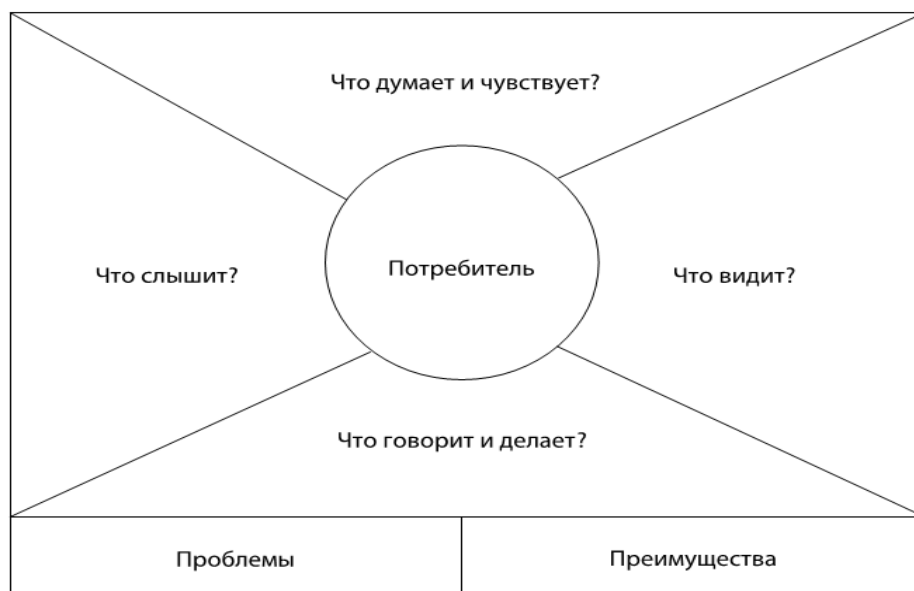 Что думает и чувствует?
Что слышит?
Потребитель
Что видит?
Что говорит и делает?
Проблемы
Преимущества